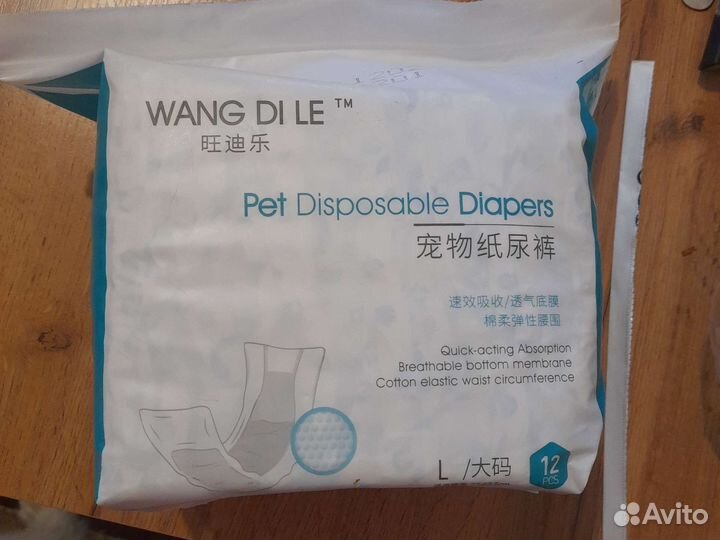 WANG DI LE ™
旺迪乐
Pet Disposable Diapers
宠物纸尿裤
速效吸收/透气底膜
棉柔弹性腰围
Quick-acting Absorption
Breathable bottom membrane
Cotton elastic waist circumference
L /大码
12
PCS
Avito